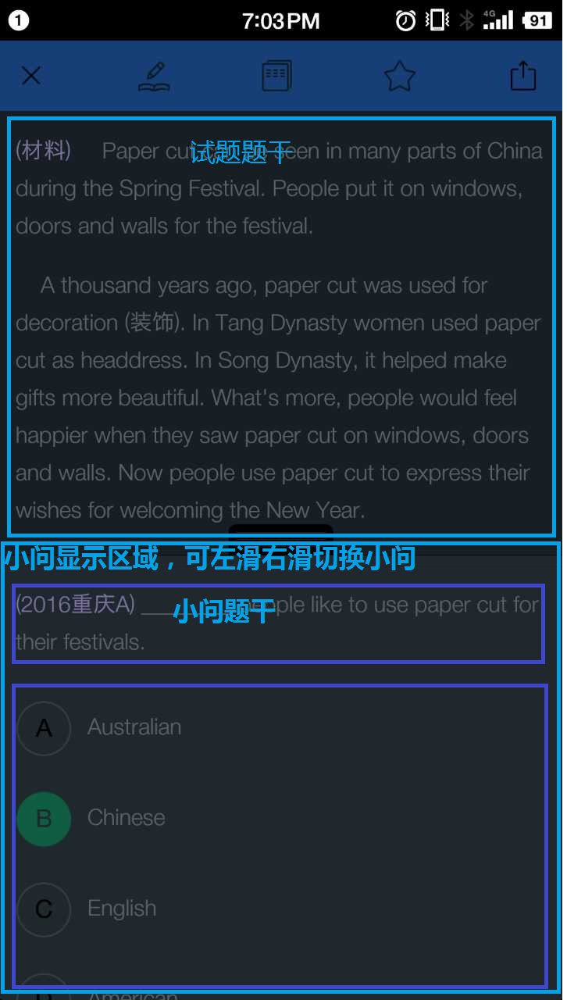 1 7:03PM 4G 91
(材料) Paper cut can be seen in many parts of China
试题题干
during the Spring Festival. People put it on windows,
doors and walls for the festival.
A thousand years ago, paper cut was used for
decoration (装饰). In Tang Dynasty women used paper
cut as headdress. In Song Dynasty, it helped make
gifts more beautiful. What's more, people would feel
happier when they saw paper cut on windows, doors
and walls. Now people use paper cut to express their
wishes for welcoming the New Year.
小问显示区域，可左滑右滑切换小问
(2016重庆A) ______ people like to use paper cut for
小问题干
their festivals.
A Australian
B Chinese
C English
D American